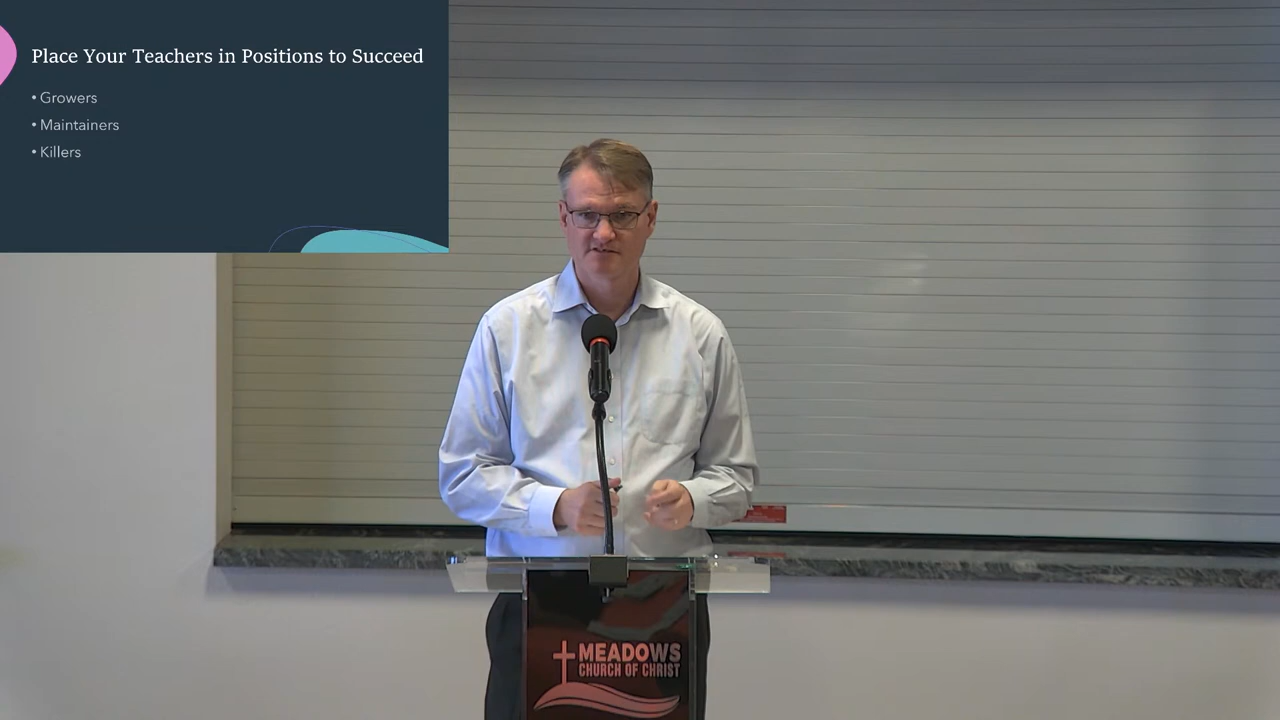 Place Your Teachers in Positions to Succeed
• Growers
• Maintainers
• Killers
MEADOWS
CHURCH OF CHRIST